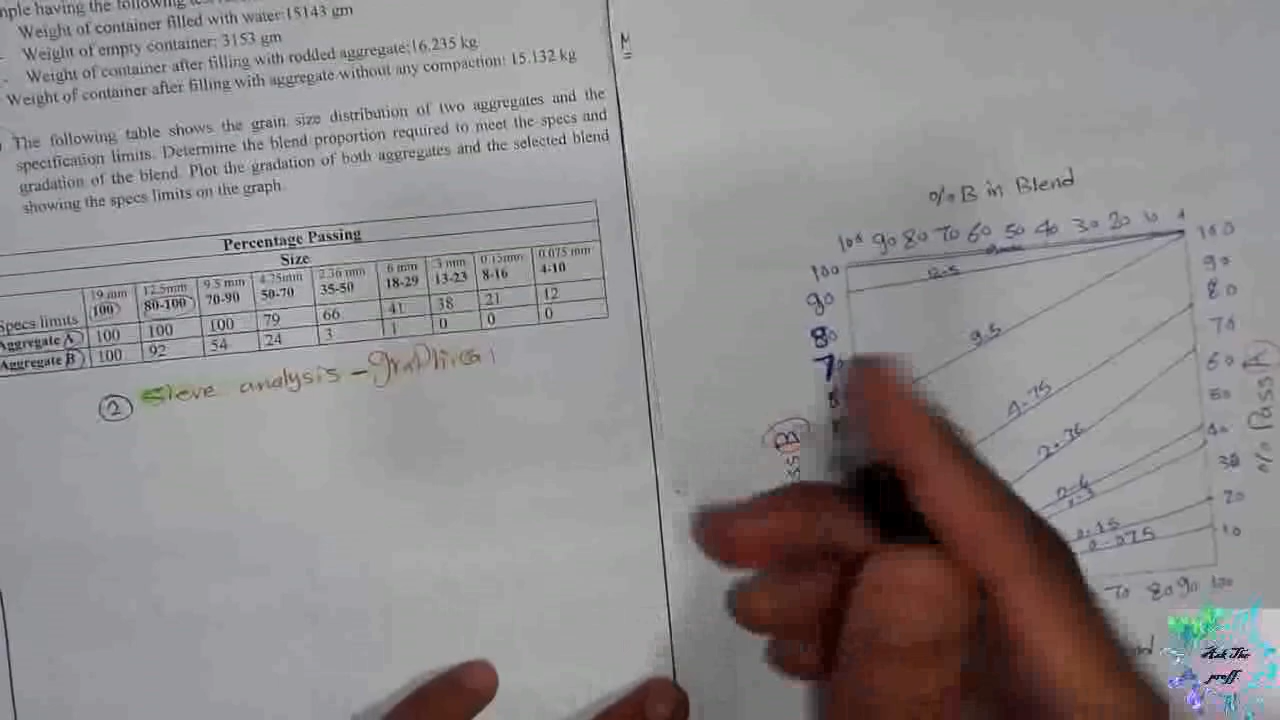 mple having the following
Weight of container filled with water:15143 gm
Weight of empty container: 3153 gm
Weight of container after filling with rodded aggregate:16.235 kg
Weight of container after filling with aggregate without any compaction: 15.132 kg
The following table shows the grain size distribution of two aggregates and the
specification limits. Determine the blend proportion required to meet the specs and
gradation of the blend. Plot the gradation of both aggregates and the selected blend
showing the specs limits on the graph.
Percentage Passing
Size
19 mm 12.5mm 9.5 mm 4.75mm 2.36 mm 6 mm 3 mm 0.15mm 0.075 mm
Specs limits 100 80-100 70-90 50-70 35-50 18-29 13-23 8-16 4-10
Aggregate A 100 100 100 79 66 41 38 21 12
Aggregate B 100 92 54 24 3 1 0 0 0
2 Sieve analysis - graphical
M
% B in Blend
100 90 80 70 60 50 40 30 20 10
100 90 80 70
100 90 80 70 60 50 40 30 20 10
% Pass A
ss B
9.5
4.75
2.36
0.6
0.15
0.075
70 80 90 100
Ask The
proff.